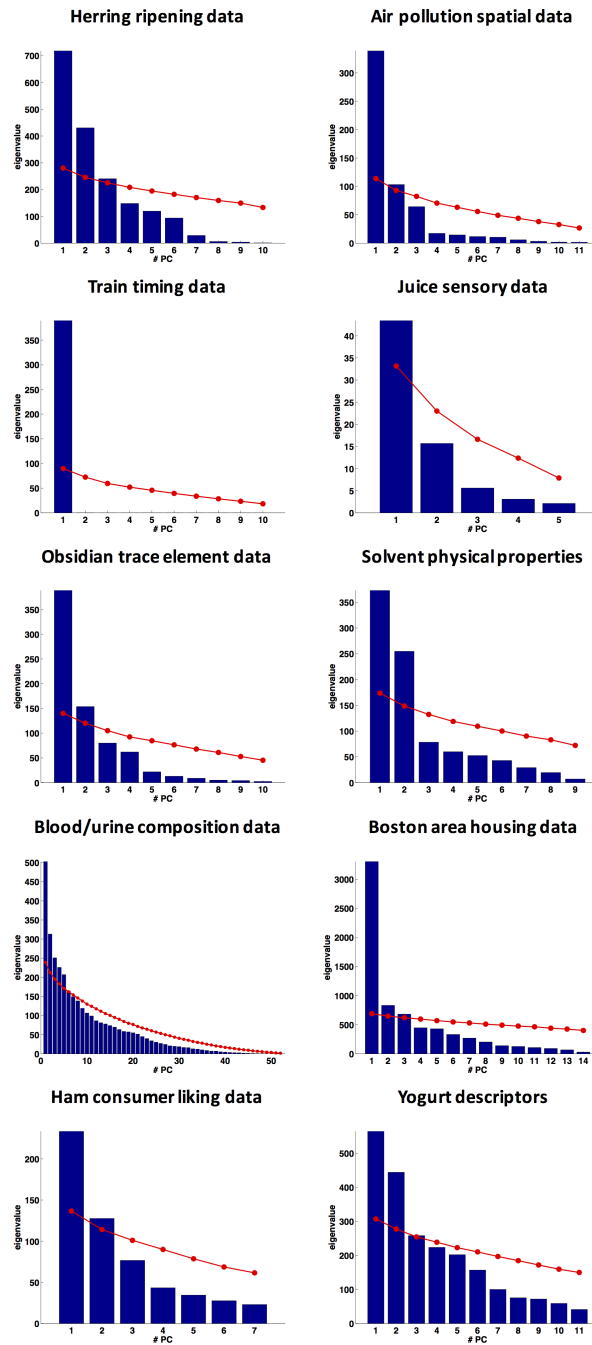 Herring ripening data
Air pollution spatial data
eigenvalue
700
600
500
400
300
200
100
0
1 2 3 4 5 6 7 8 9 10
# PC
eigenvalue
300
250
200
150
100
50
0
1 2 3 4 5 6 7 8 9 10 11
# PC
Train timing data
Juice sensory data
eigenvalue
350
300
250
200
150
100
50
0
0 1 2 3 4 5 6 7 8 9 10
# PC
eigenvalue
40
35
30
25
20
15
10
5
0
1 2 3 4 5
# PC
Obsidian trace element data
Solvent physical properties
eigenvalue
350
300
250
200
150
100
50
0
1 2 3 4 5 6 7 8 9 10
# PC
eigenvalue
350
300
250
200
150
100
50
0
1 2 3 4 5 6 7 8 9
# PC
Blood/urine composition data
Boston area housing data
eigenvalue
500
450
400
350
300
250
200
150
100
50
0
0 10 20 30 40 50
# PC
eigenvalue
3000
2500
2000
1500
1000
500
0
1 2 3 4 5 6 7 8 9 10 11 12 13 14
# PC
Ham consumer liking data
Yogurt descriptors
eigenvalue
200
150
100
50
0
1 2 3 4 5 6 7
# PC
eigenvalue
500
400
300
200
100
0
1 2 3 4 5 6 7 8 9 10 11
# PC